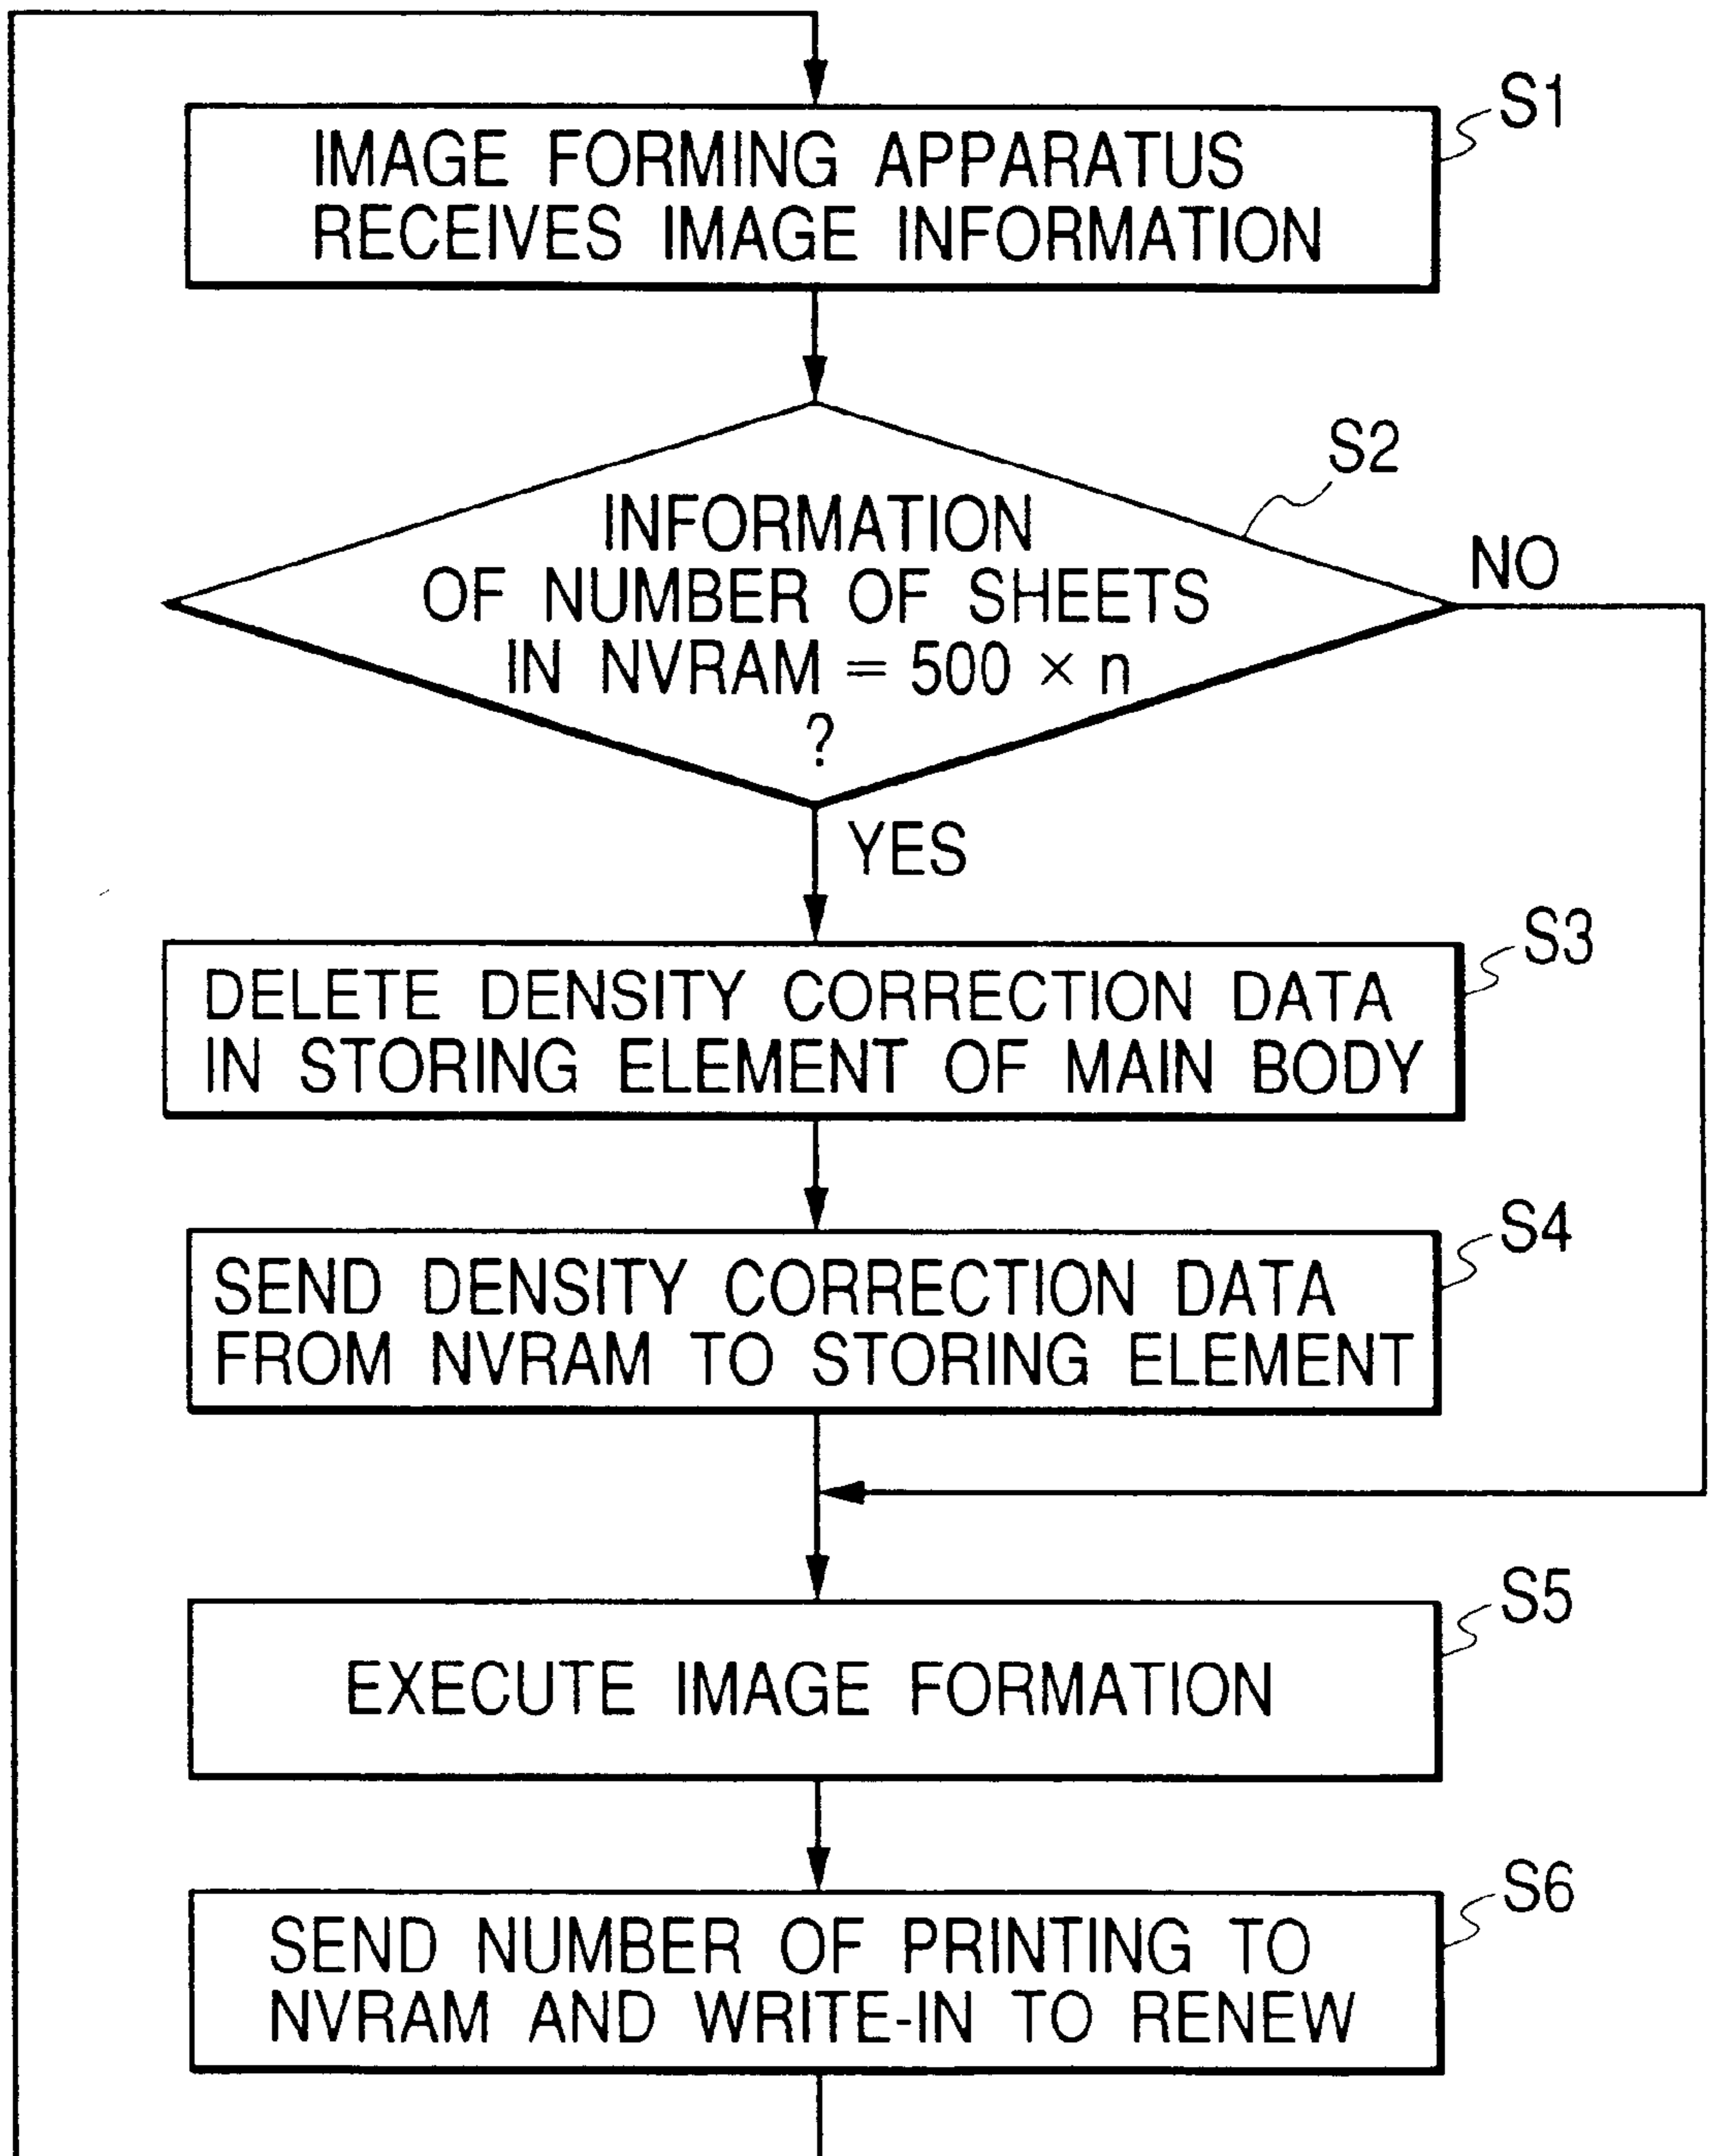 S1
IMAGE FORMING APPARATUS
RECEIVES IMAGE INFORMATION
S2
INFORMATION
OF NUMBER OF SHEETS
IN NVRAM = 500 × n
?
NO
YES
S3
DELETE DENSITY CORRECTION DATA
IN STORING ELEMENT OF MAIN BODY
S4
SEND DENSITY CORRECTION DATA
FROM NVRAM TO STORING ELEMENT
S5
EXECUTE IMAGE FORMATION
S6
SEND NUMBER OF PRINTING TO
NVRAM AND WRITE-IN TO RENEW